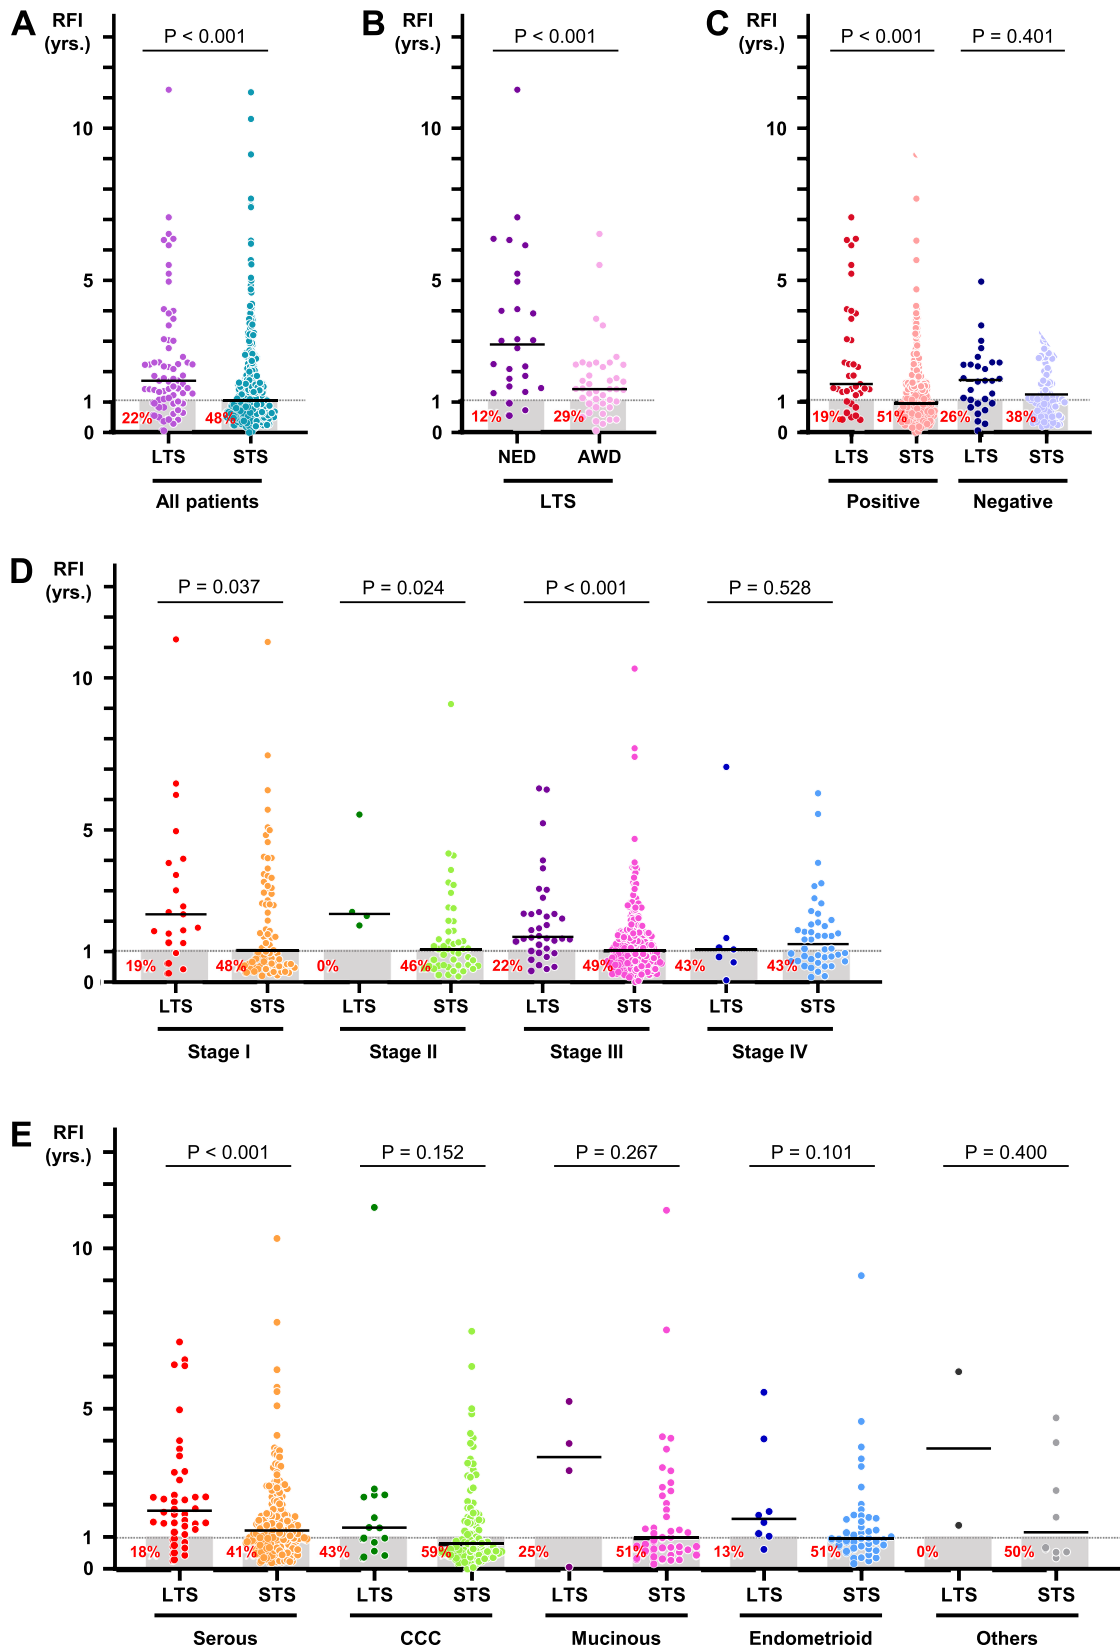 A
RFI
(yrs.)
P < 0.001
10
5
1
0
22%
48%
LTS
STS
All patients
B
RFI
(yrs.)
P < 0.001
10
5
1
0
12%
29%
NED
AWD
LTS
C
RFI
(yrs.)
P < 0.001
P = 0.401
10
5
1
0
19%
51%
26%
38%
LTS
STS
LTS
STS
Positive
Negative
D
RFI
(yrs.)
P = 0.037
P = 0.024
P < 0.001
P = 0.528
10
5
1
0
19%
48%
0%
46%
22%
49%
43%
43%
LTS
STS
LTS
STS
LTS
STS
LTS
STS
Stage I
Stage II
Stage III
Stage IV
E
RFI
(yrs.)
P < 0.001
P = 0.152
P = 0.267
P = 0.101
P = 0.400
10
5
1
0
18%
41%
43%
59%
25%
51%
13%
51%
0%
50%
LTS
STS
LTS
STS
LTS
STS
LTS
STS
LTS
STS
Serous
CCC
Mucinous
Endometrioid
Others